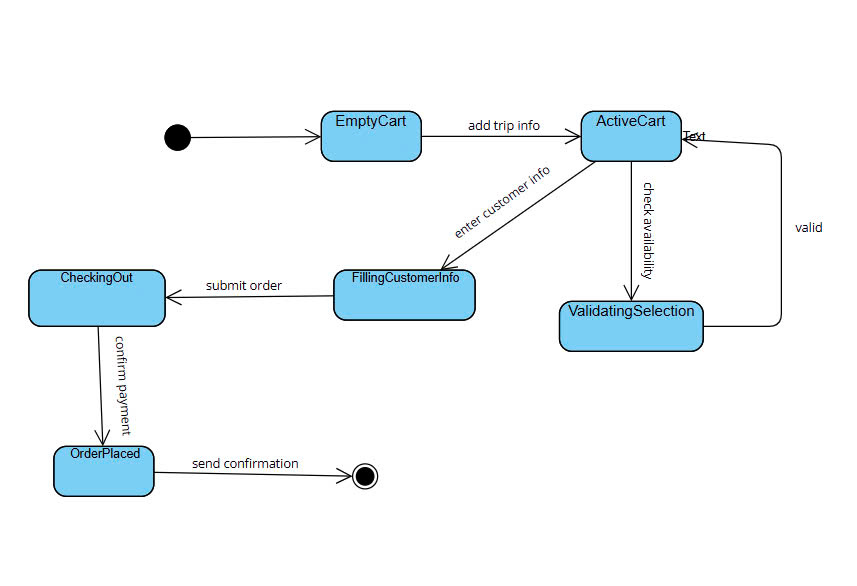 EmptyCart
add trip info
ActiveCart
Text
enter customer info
check availability
valid
CheckingOut
submit order
FillingCustomerInfo
ValidatingSelection
confirm payment
OrderPlaced
send confirmation